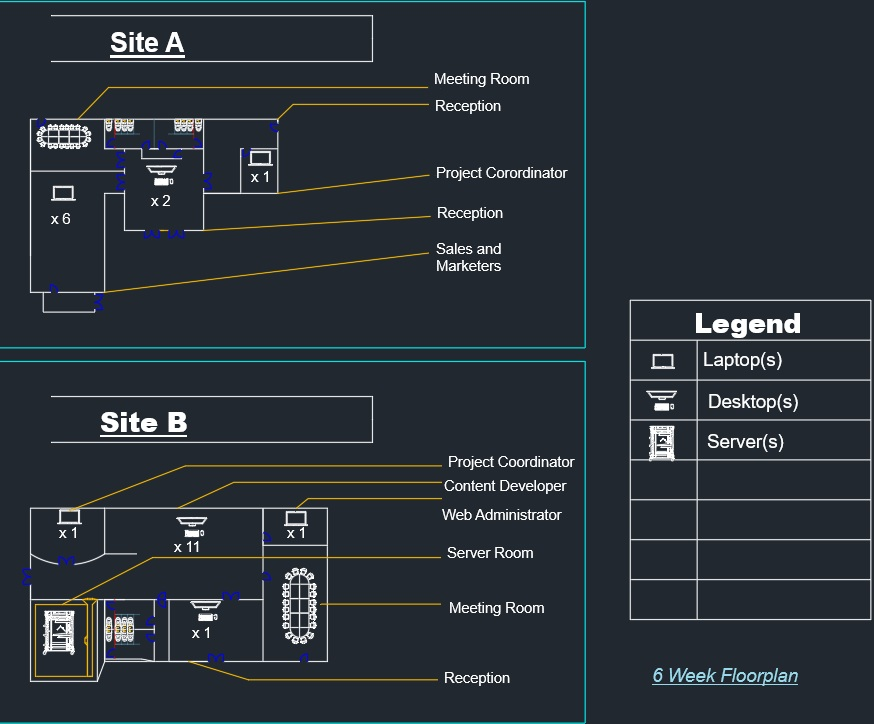 Site A
Meeting Room
Reception
Project Corordinator
Reception
Sales and
Marketers
x 1
x 2
x 6
Legend
Laptop(s)
Desktop(s)
Server(s)
Site B
Project Coordinator
Content Developer
Web Administrator
Server Room
Meeting Room
Reception
x 1
x 11
x 1
x 1
6 Week Floorplan